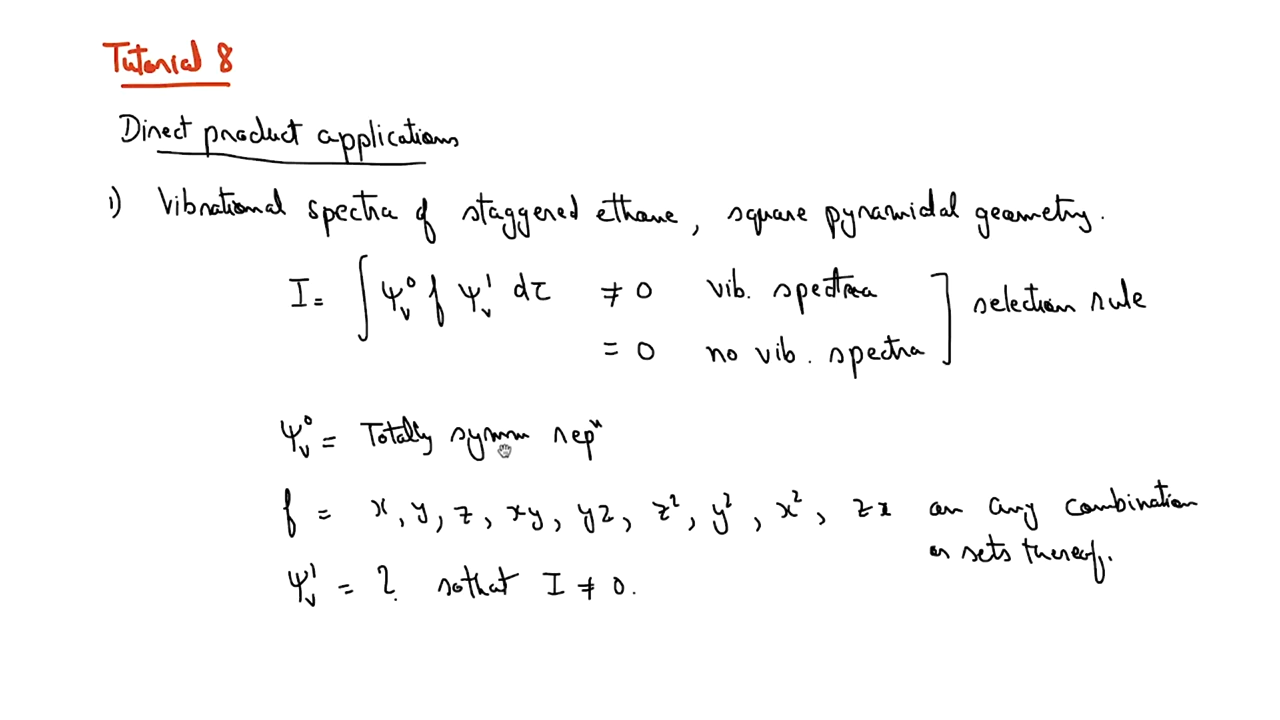 Tutorial 8
Direct product applications
1) Vibrational spectra of staggered ethane, square pyramidal geometry.
I = ∫ ψᵥ⁰ f ψᵥ¹ dτ ≠ 0 vib. spectra
= 0 no vib. spectra ] selection rule
ψᵥ⁰ = Totally symm repⁿ
f = x, y, z, xy, yz, z², y², x², zx or any combination
or sets thereof.
ψᵥ¹ = ? so that I ≠ 0.